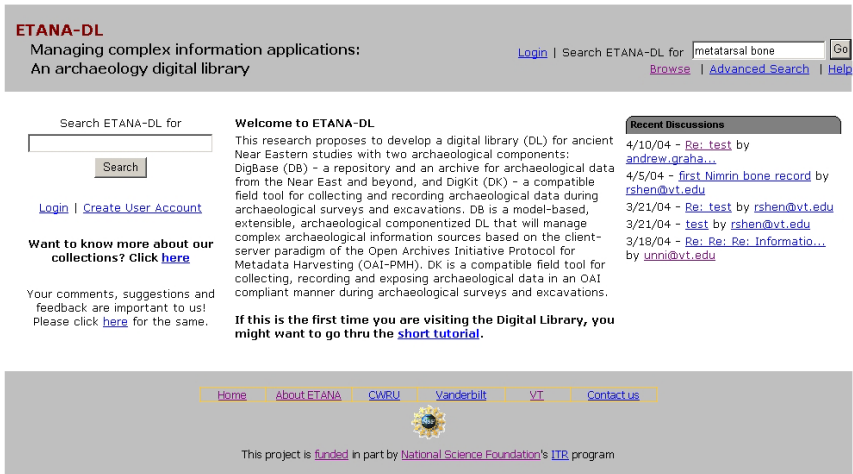 ETANA-DL
Managing complex information applications:
An archaeology digital library
Login | Search ETANA-DL for metatarsal bone Go
Browse | Advanced Search | Help
Search ETANA-DL for
Search
Login | Create User Account
Want to know more about our
collections? Click here
Your comments, suggestions and
feedback are important to us!
Please click here for the same.
Welcome to ETANA-DL
This research proposes to develop a digital library (DL) for ancient
Near Eastern studies with two archaeological components:
DigBase (DB) - a repository and an archive for archaeological data
from the Near East and beyond, and DigKit (DK) - a compatible
field tool for collecting and recording archaeological data during
archaeological surveys and excavations. DB is a model-based,
extensible, archaeological componentized DL that will manage
complex archaeological information sources based on the client-
server paradigm of the Open Archives Initiative Protocol for
Metadata Harvesting (OAI-PMH). DK is a compatible field tool for
collecting, recording and exposing archaeological data in an OAI
compliant manner during archaeological surveys and excavations.
If this is the first time you are visiting the Digital Library, you
might want to go thru the short tutorial.
Recent Discussions
4/10/04 - Re: test by
andrew.graha...
4/5/04 - first Nimrin bone record by
rshen@vt.edu
3/21/04 - Re: test by rshen@vt.edu
3/21/04 - test by rshen@vt.edu
3/18/04 - Re: Re: Re: Informatio...
by unni@vt.edu
Home About ETANA CWRU Vanderbilt VT Contact us
NSF
This project is funded in part by National Science Foundation's ITR program